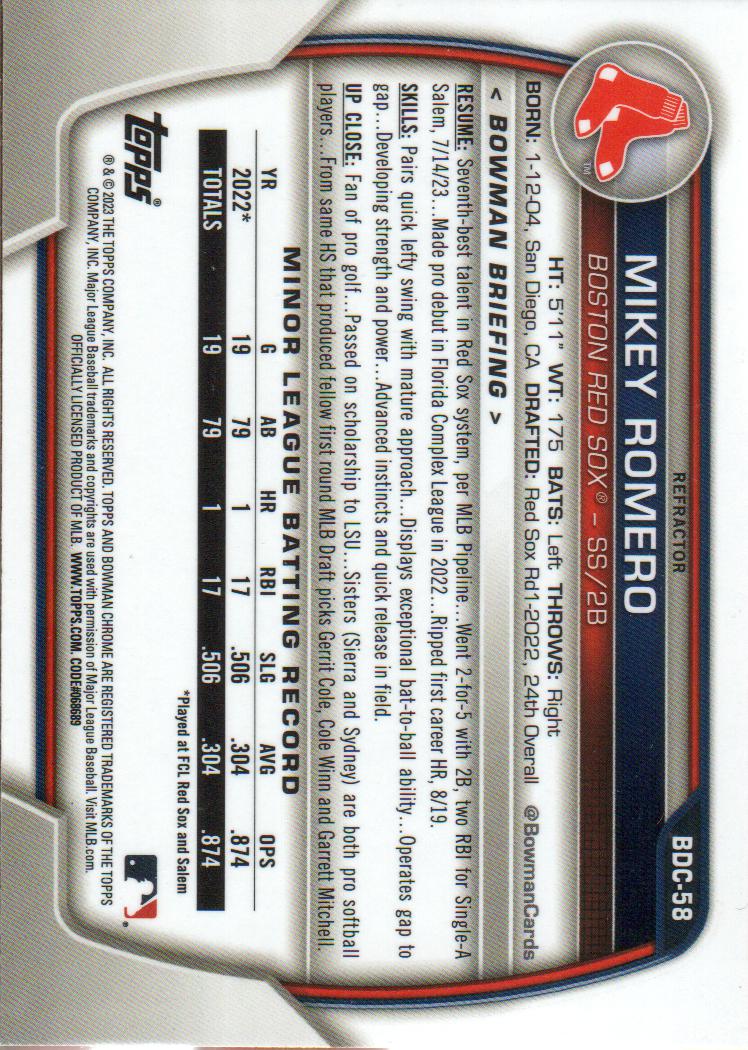 REFRACTOR
BDC-58
MIKEY ROMERO
BOSTON RED SOX® – SS/2B
TM
HT: 5'11" WT: 175 BATS: Left THROWS: Right
BORN: 1-12-04, San Diego, CA DRAFTED: Red Sox Rd1-2022, 24th Overall @BowmanCards
< BOWMAN BRIEFING >
RESUME: Seventh-best talent in Red Sox system, per MLB Pipeline...Went 2-for-5 with 2B, two RBI for Single-A
Salem, 7/14/23...Made pro debut in Florida Complex League in 2022...Ripped first career HR, 8/19.
SKILLS: Pairs quick lefty swing with mature approach...Displays exceptional bat-to-ball ability...Operates gap to
gap...Developing strength and power...Advanced instincts and quick release in field.
UP CLOSE: Fan of pro golf...Passed on scholarship to LSU...Sisters (Sierra and Sydney) are both pro softball
players...From same HS that produced fellow first round MLB Draft picks Gerrit Cole, Cole Winn and Garrett Mitchell.
MINOR LEAGUE BATTING RECORD
YR G AB HR RBI SLG AVG OPS
2022* 19 79 1 17 .506 .304 .874
TOTALS 19 79 1 17 .506 .304 .874
*Played at FCL Red Sox and Salem
topps®
® & © 2023 THE TOPPS COMPANY, INC. ALL RIGHTS RESERVED. TOPPS AND BOWMAN CHROME ARE REGISTERED TRADEMARKS OF THE TOPPS
COMPANY, INC. Major League Baseball trademarks and copyrights are used with permission of Major League Baseball. Visit MLB.com.
OFFICIALLY LICENSED PRODUCT OF MLB. WWW.TOPPS.COM. CODE#068689
®